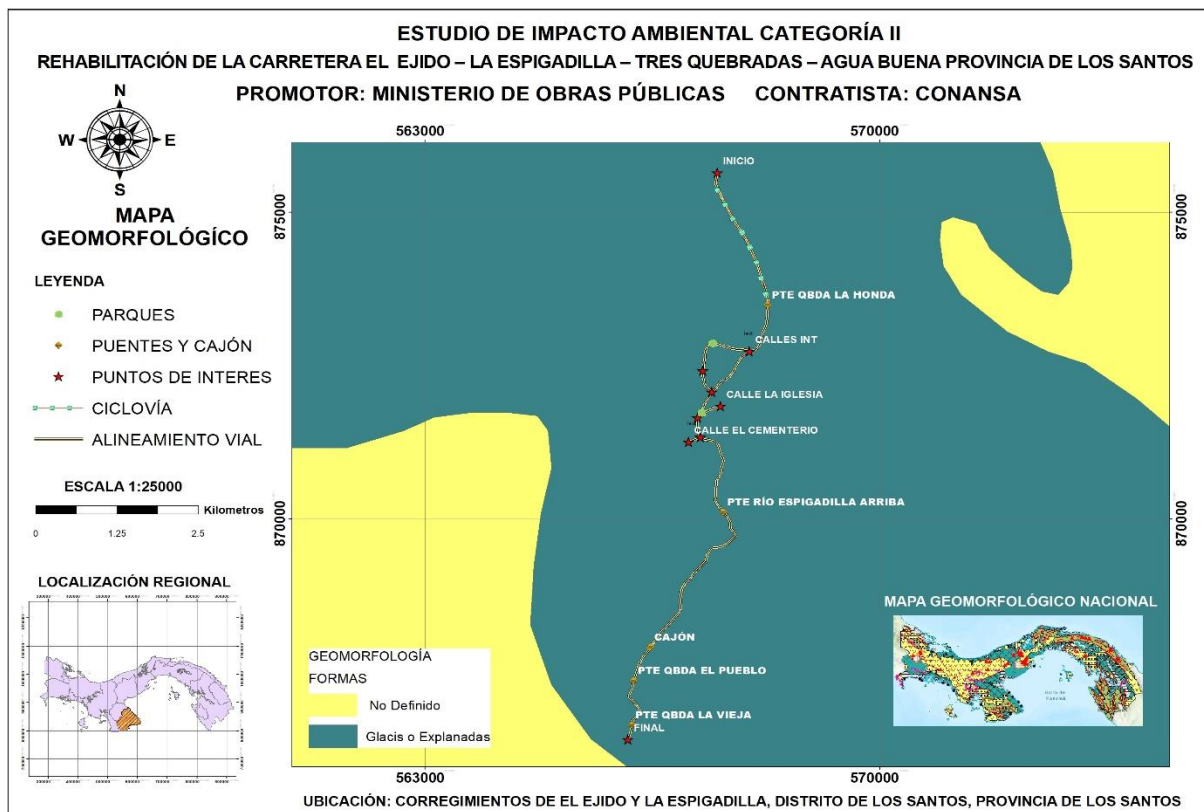 ESTUDIO DE IMPACTO AMBIENTAL CATEGORÍA II
REHABILITACIÓN DE LA CARRETERA EL EJIDO – LA ESPIGADILLA – TRES QUEBRADAS – AGUA BUENA PROVINCIA DE LOS SANTOS
PROMOTOR: MINISTERIO DE OBRAS PÚBLICAS CONTRATISTA: CONANSA
N
W E
S
MAPA
GEOMORFOLÓGÍCO
LEYENDA
PARQUES
PUENTES Y CAJÓN
PUNTOS DE INTERES
CICLOVÍA
ALINEAMIENTO VIAL
ESCALA 1:25000
Kilometros
0 1.25 2.5
LOCALIZACIÓN REGIONAL
563000 570000
875000 875000
INICIO
PTE QBDA LA HONDA
CALLES INT
CALLE LA IGLESIA
CALLE EL CEMENTERIO
PTE RÍO ESPIGADILLA ARRIBA
870000 870000
CAJÓN
PTE QBDA EL PUEBLO
PTE QBDA LA VIEJA
FINAL
GEOMORFOLOGÍA
FORMAS
No Definido
Glacis o Explanadas
MAPA GEOMORFOLÓGICO NACIONAL
563000 570000
UBICACIÓN: CORREGIMIENTOS DE EL EJIDO Y LA ESPIGADILLA, DISTRITO DE LOS SANTOS, PROVINCIA DE LOS SANTOS